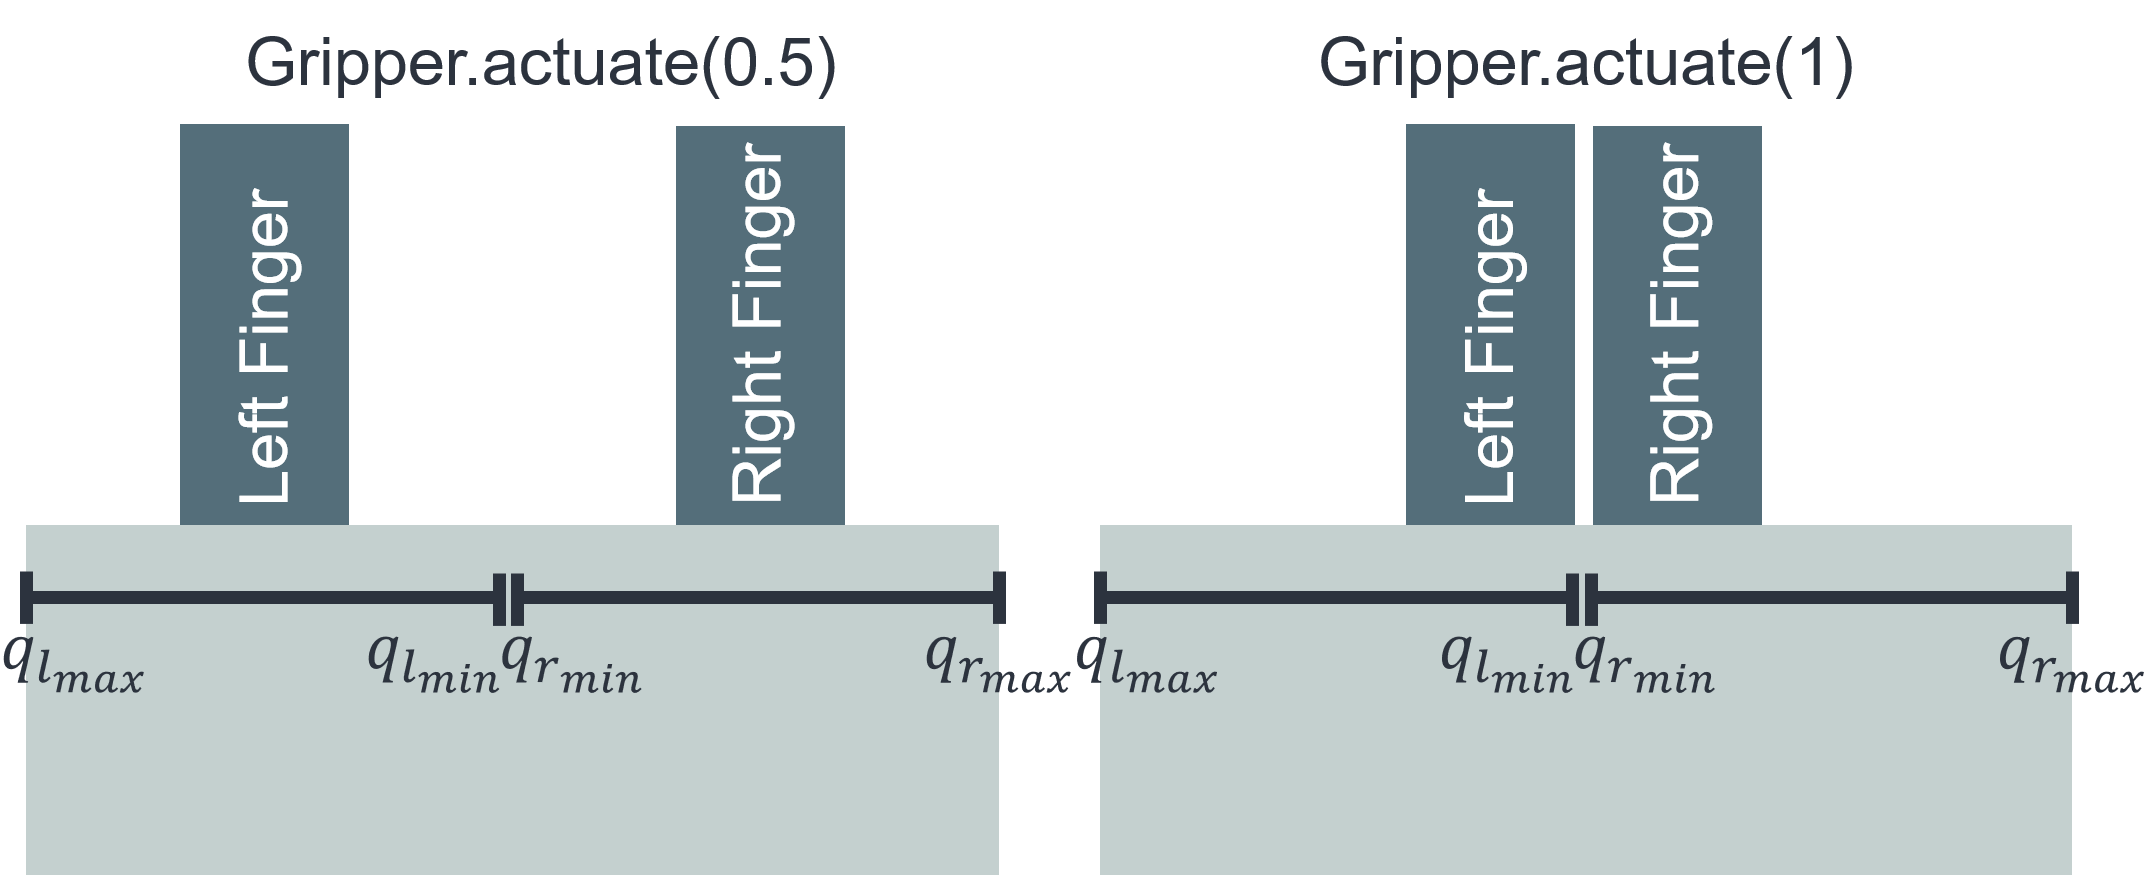 Gripper.actuate(0.5)
Left Finger
Right Finger
q_{l_{max}}
q_{l_{min}}
q_{r_{min}}
q_{r_{max}}
Gripper.actuate(1)
Left Finger
Right Finger
q_{l_{max}}
q_{l_{min}}
q_{r_{min}}
q_{r_{max}}